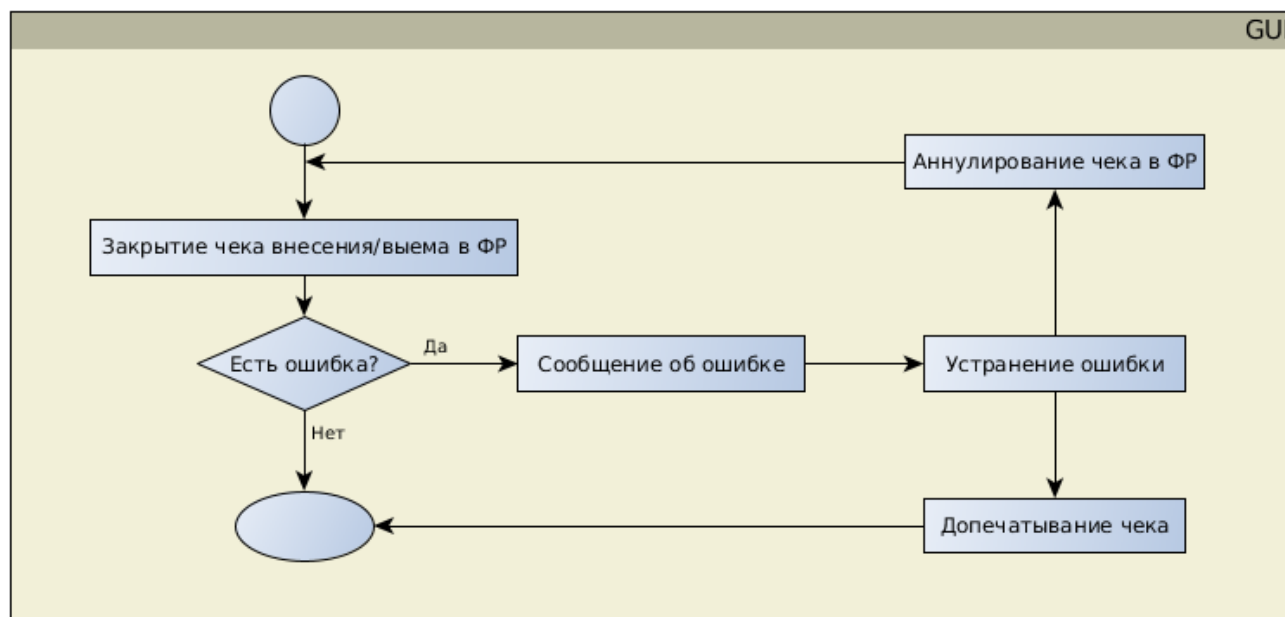 GUI
Аннулирование чека в ФР
Закрытие чека внесения/выема в ФР
Есть ошибка?
Да
Сообщение об ошибке
Устранение ошибки
Нет
Допечатывание чека